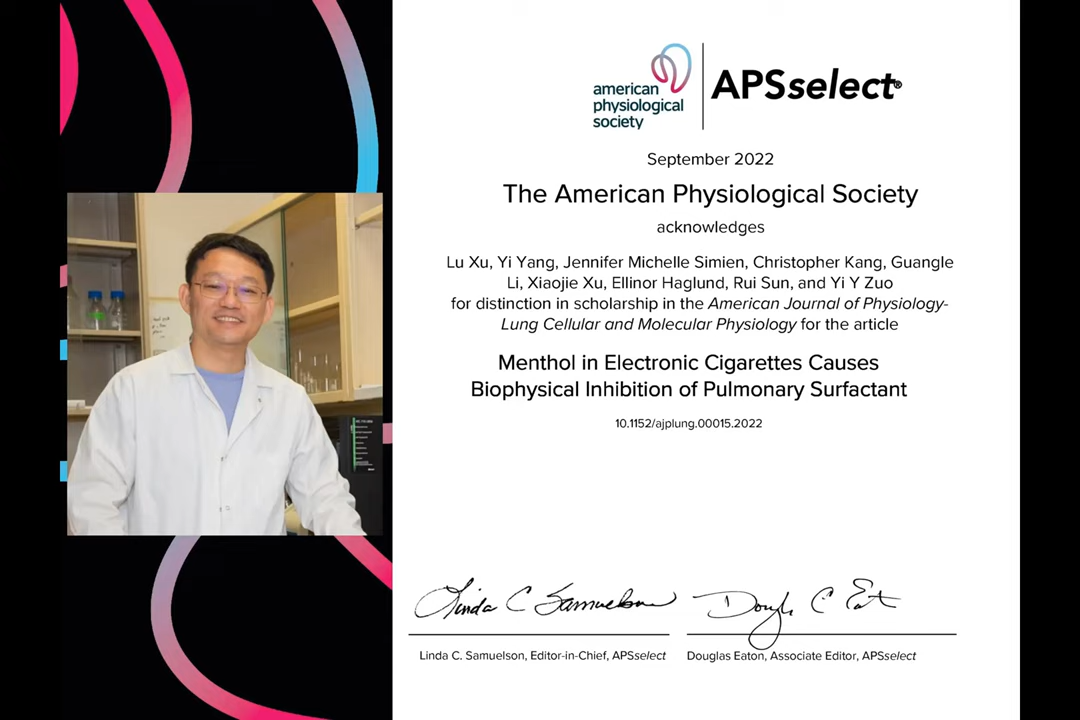 american
physiological
society
APSselect®
September 2022
The American Physiological Society
acknowledges
Lu Xu, Yi Yang, Jennifer Michelle Simien, Christopher Kang, Guangle
Li, Xiaojie Xu, Ellinor Haglund, Rui Sun, and Yi Y Zuo
for distinction in scholarship in the American Journal of Physiology-
Lung Cellular and Molecular Physiology for the article
Menthol in Electronic Cigarettes Causes
Biophysical Inhibition of Pulmonary Surfactant
10.1152/ajplung.00015.2022
Linda C Samuelson
Linda C. Samuelson, Editor-in-Chief, APSselect
Douglas Eaton, Associate Editor, APSselect